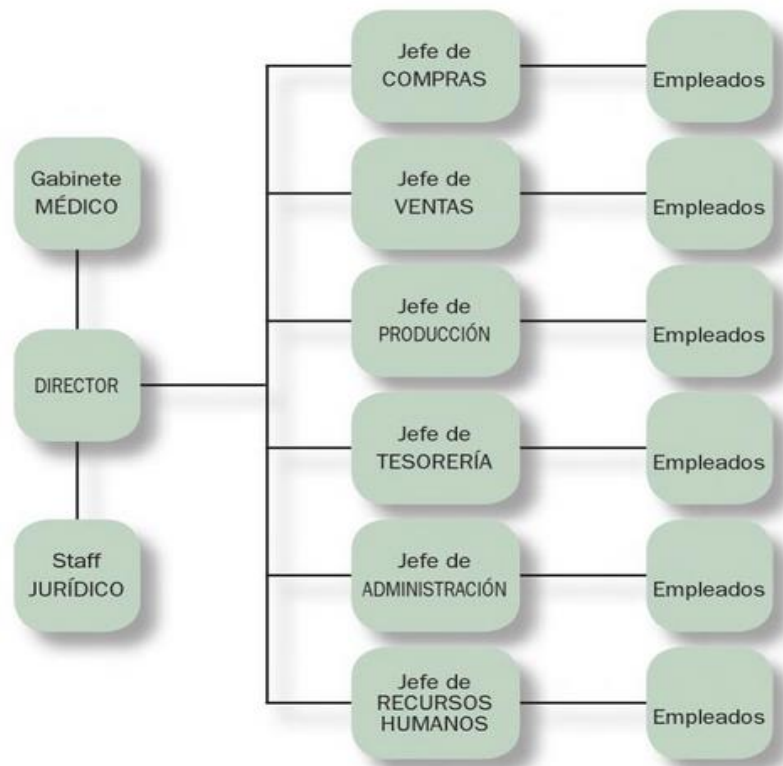 Jefe de
COMPRAS
Empleados
Gabinete
MÉDICO
Jefe de
VENTAS
Empleados
Jefe de
PRODUCCIÓN
Empleados
DIRECTOR
Jefe de
TESORERÍA
Empleados
Staff
JURÍDICO
Jefe de
ADMINISTRACIÓN
Empleados
Jefe de
RECURSOS
HUMANOS
Empleados